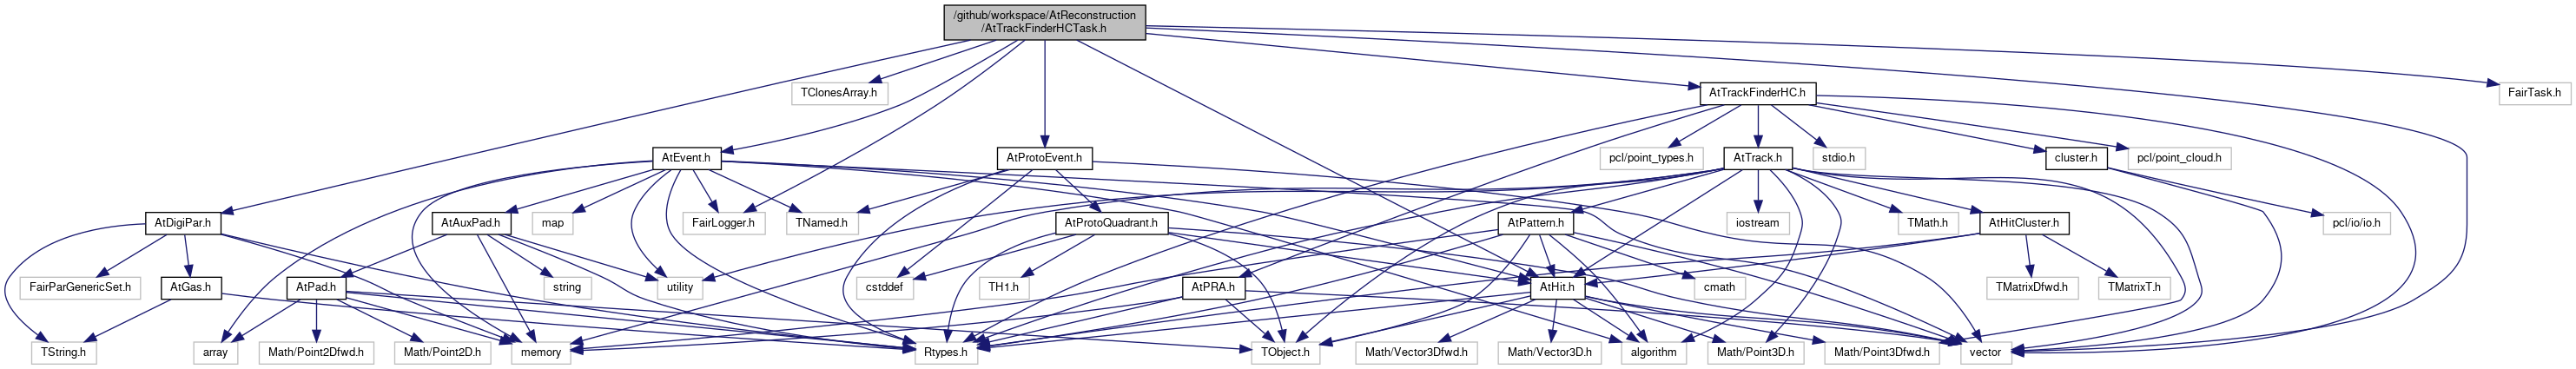 /github/workspace/AtReconstruction
/AtTrackFinderHCTask.h
TClonesArray.h
AtTrackFinderHC.h
FairTask.h
AtEvent.h
AtProtoEvent.h
pcl/point_types.h
AtTrack.h
stdio.h
cluster.h
pcl/point_cloud.h
AtDigiPar.h
AtAuxPad.h
map
FairLogger.h
TNamed.h
AtProtoQuadrant.h
AtPattern.h
iostream
TMath.h
AtHitCluster.h
pcl/io/io.h
FairParGenericSet.h
AtGas.h
AtPad.h
string
utility
cstddef
TH1.h
AtPRA.h
AtHit.h
cmath
TMatrixDfwd.h
TMatrixT.h
TString.h
array
Math/Point2Dfwd.h
Math/Point2D.h
memory
Rtypes.h
TObject.h
Math/Vector3Dfwd.h
Math/Vector3D.h
algorithm
Math/Point3D.h
Math/Point3Dfwd.h
vector